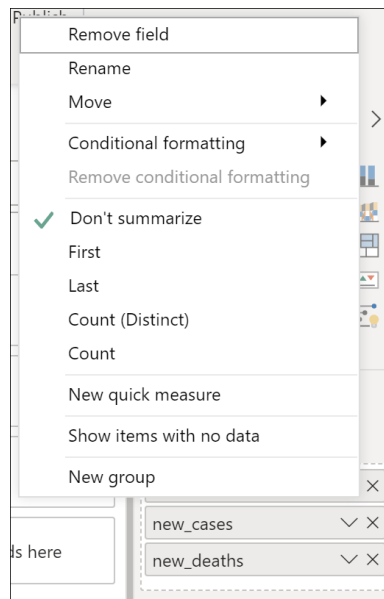 Publish
Remove field
Rename
Move
Conditional formatting
Remove conditional formatting
Don't summarize
First
Last
Count (Distinct)
Count
New quick measure
Show items with no data
New group
new_cases
ds here
new_deaths